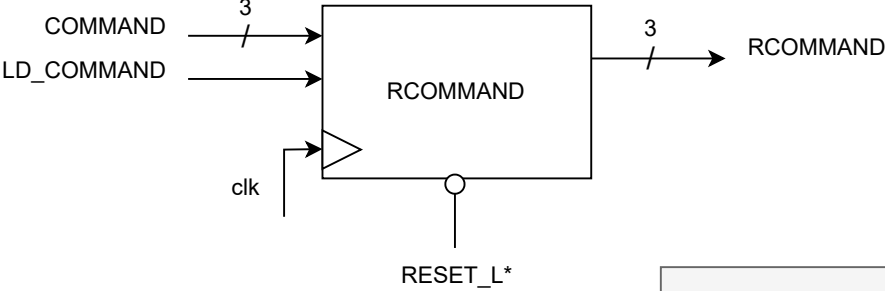 3
COMMAND
3
RCOMMAND
LD_COMMAND
RCOMMAND
clk
RESET_L*